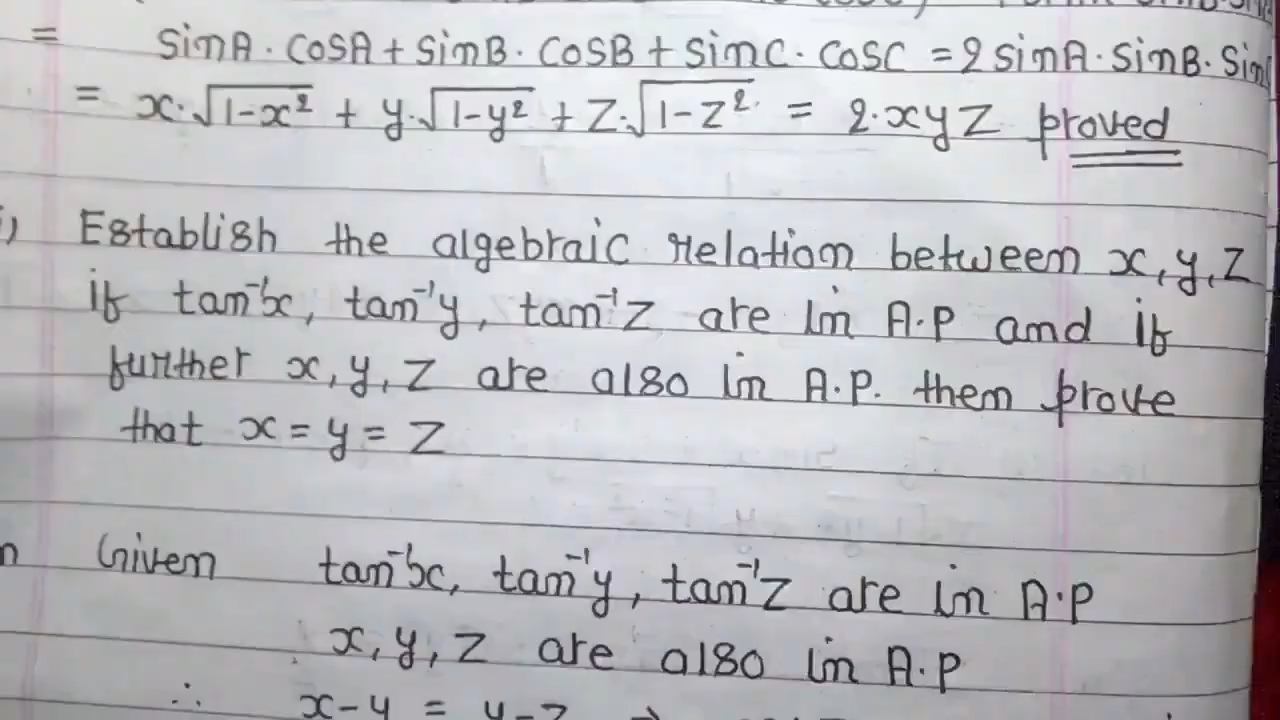 = sinA · cosA + sinB · cosB + sinC · cosC = 2 sinA · sinB · Sin
= x·√1-x² + y·√1-y² + z·√1-z² = 2·xyz proved
Establish the algebraic relation between x, y, z
if tan⁻¹x, tan⁻¹y, tan⁻¹z are in A.P and if
further x, y, z are also in A.P. then prove
that x = y = z
Given tan⁻¹x, tan⁻¹y, tan⁻¹z are in A.P
x, y, z are also in A.P
∴ x-y = y-z ⇒